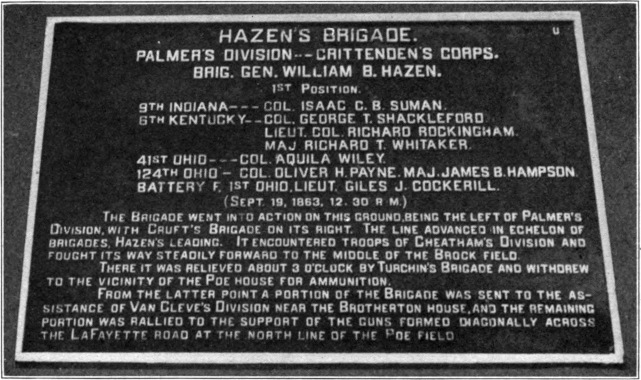 HAZEN'S BRIGADE. U
PALMER'S DIVISION--- CRITTENDEN'S CORPS.
BRIG. GEN. WILLIAM B. HAZEN.
1ST POSITION.
9TH INDIANA--- COL. ISAAC C. B. SUMAN.
6TH KENTUCKY-- COL. GEORGE T. SHACKLEFORD
LIEUT. COL. RICHARD ROCKINGHAM.
MAJ. RICHARD T. WHITAKER.
41ST OHIO--- COL. AQUILA WILEY.
124TH OHIO- COL. OLIVER H. PAYNE. MAJ. JAMES B. HAMPSON.
BATTERY F, 1ST OHIO, LIEUT. GILES J. COCKERILL.
(SEPT. 19, 1863, 12. 30 P. M.)
THE BRIGADE WENT INTO ACTION ON THIS GROUND, BEING THE LEFT OF PALMER'S
DIVISION, WITH CRUFT'S BRIGADE ON ITS RIGHT. THE LINE ADVANCED IN ECHELON OF
BRIGADES, HAZEN'S LEADING. IT ENCOUNTERED TROOPS OF CHEATHAM'S DIVISION AND
FOUGHT ITS WAY STEADILY FORWARD TO THE MIDDLE OF THE BROCK FIELD.
THERE IT WAS RELIEVED ABOUT 3 O'CLOCK BY TURCHIN'S BRIGADE AND WITHDREW
TO THE VICINITY OF THE POE HOUSE FOR AMMUNITION.
FROM THE LATTER POINT A PORTION OF THE BRIGADE WAS SENT TO THE AS-
SISTANCE OF VAN CLEVE'S DIVISION NEAR THE BROTHERTON HOUSE, AND THE REMAINING
PORTION WAS RALLIED TO THE SUPPORT OF THE GUNS FORMED DIAGONALLY ACROSS
THE LAFAYETTE ROAD AT THE NORTH LINE OF THE POE FIELD